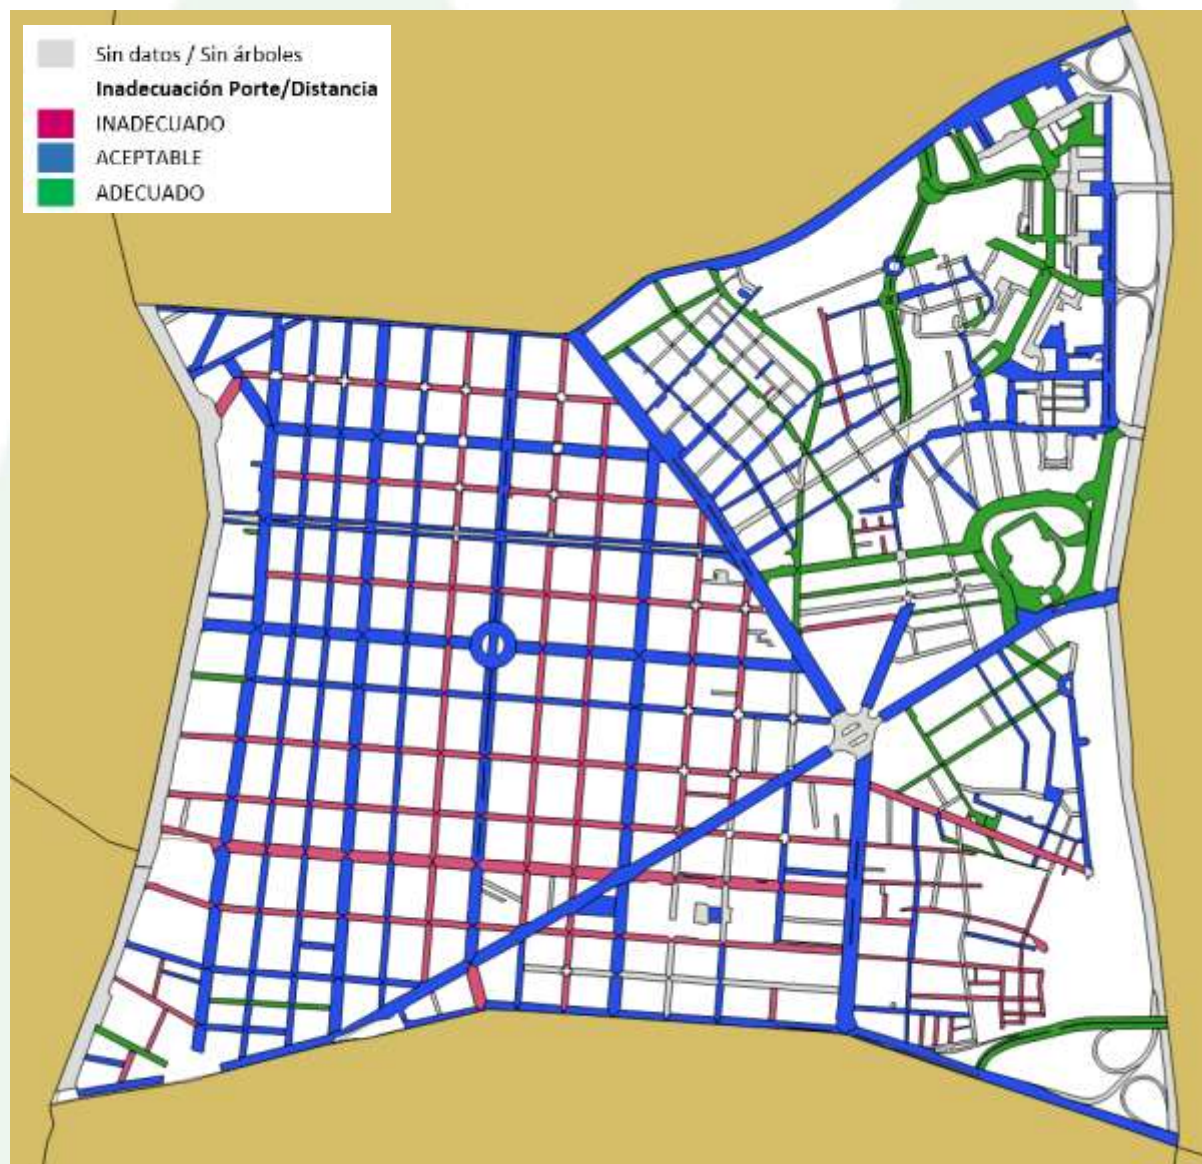 Sin datos / Sin árboles
Inadecuación Porte/Distancia
INADECUADO
ACEPTABLE
ADECUADO